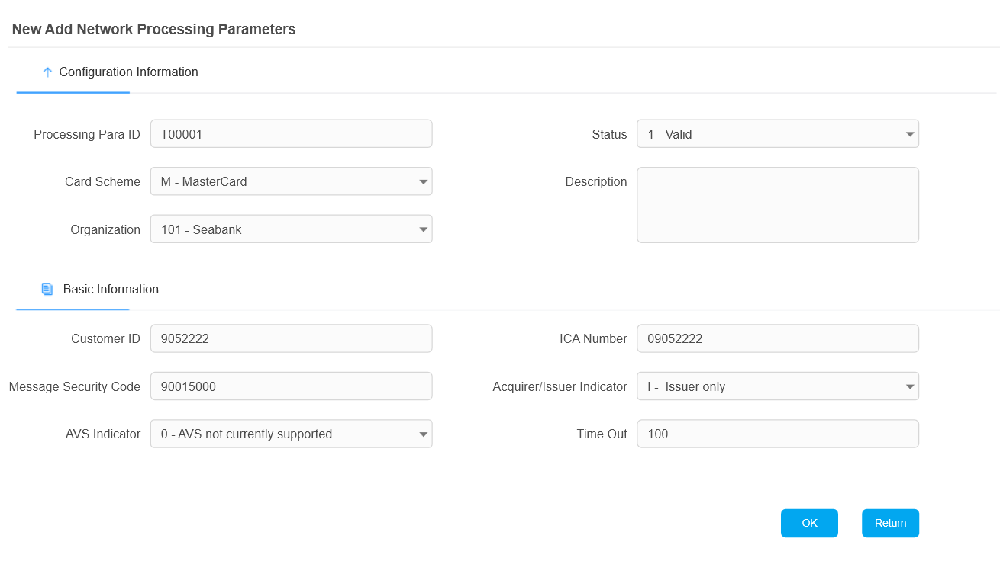 New Add Network Processing Parameters
Configuration Information
Processing Para ID T00001 Status 1 - Valid
Card Scheme M - MasterCard Description
Organization 101 - Seabank
Basic Information
Customer ID 9052222 ICA Number 09052222
Message Security Code 90015000 Acquirer/Issuer Indicator I - Issuer only
AVS Indicator 0 - AVS not currently supported Time Out 100
OK Return